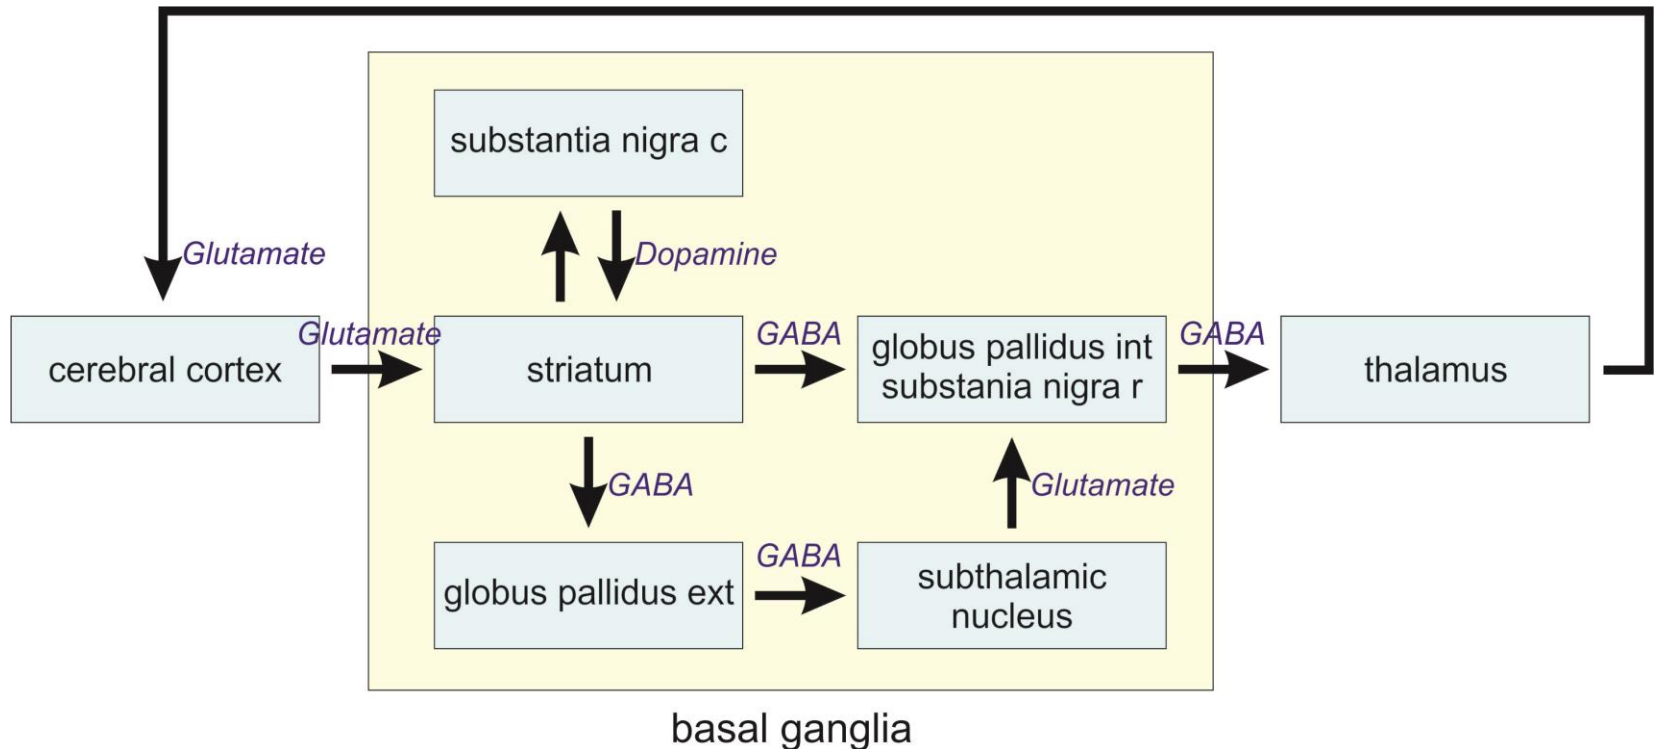 substantia nigra c
Glutamate
Dopamine
Glutamate
GABA
GABA
cerebral cortex
striatum
globus pallidus int
substania nigra r
thalamus
GABA
Glutamate
GABA
globus pallidus ext
subthalamic
nucleus
basal ganglia